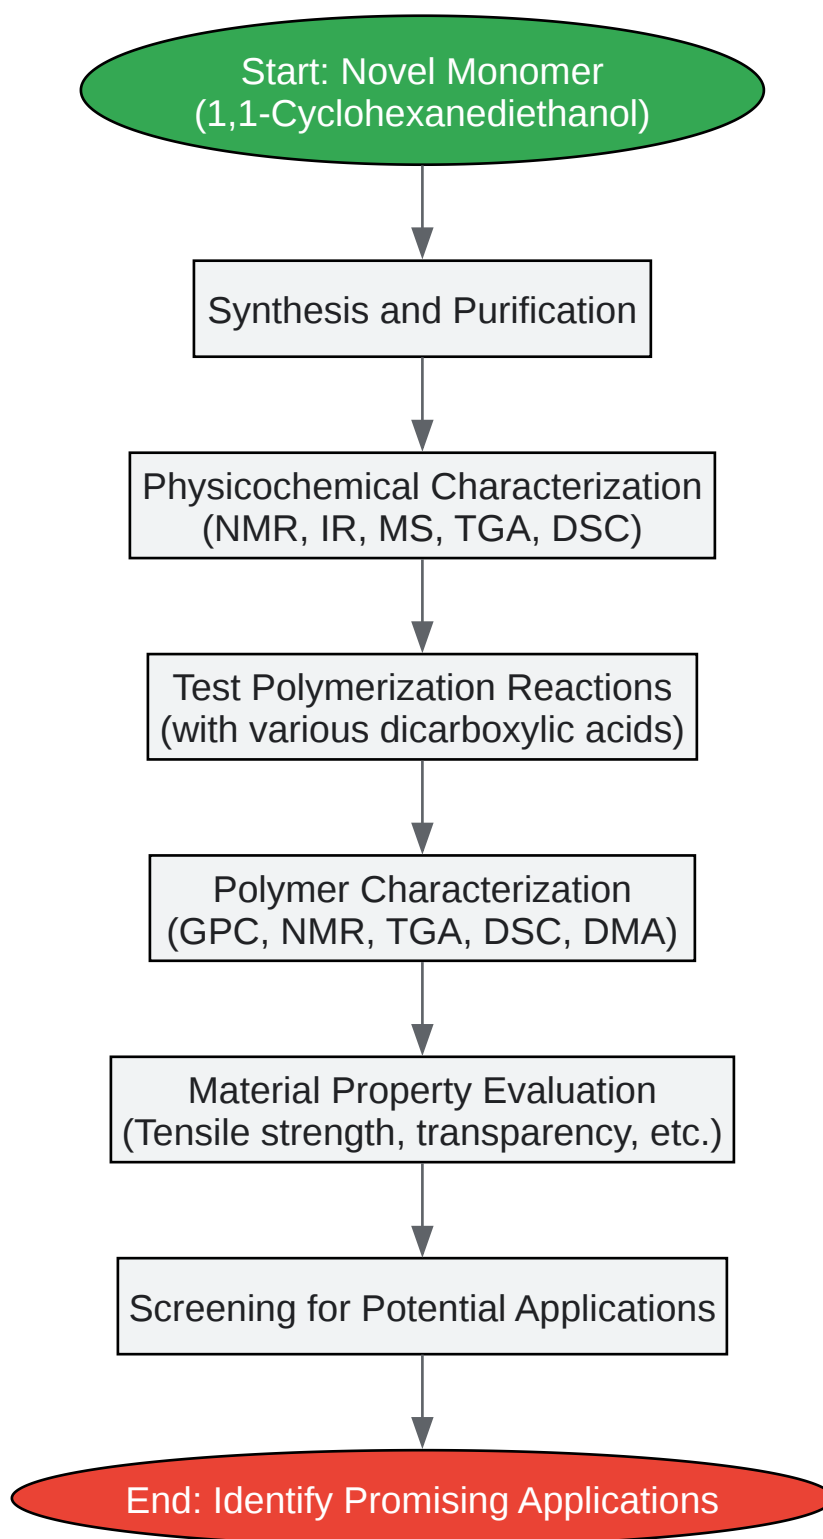 Start: Novel Monomer
(1,1-Cyclohexanediethanol)
Synthesis and Purification
Physicochemical Characterization
(NMR, IR, MS, TGA, DSC)
Test Polymerization Reactions
(with various dicarboxylic acids)
Polymer Characterization
(GPC, NMR, TGA, DSC, DMA)
Material Property Evaluation
(Tensile strength, transparency, etc.)
Screening for Potential Applications
End: Identify Promising Applications